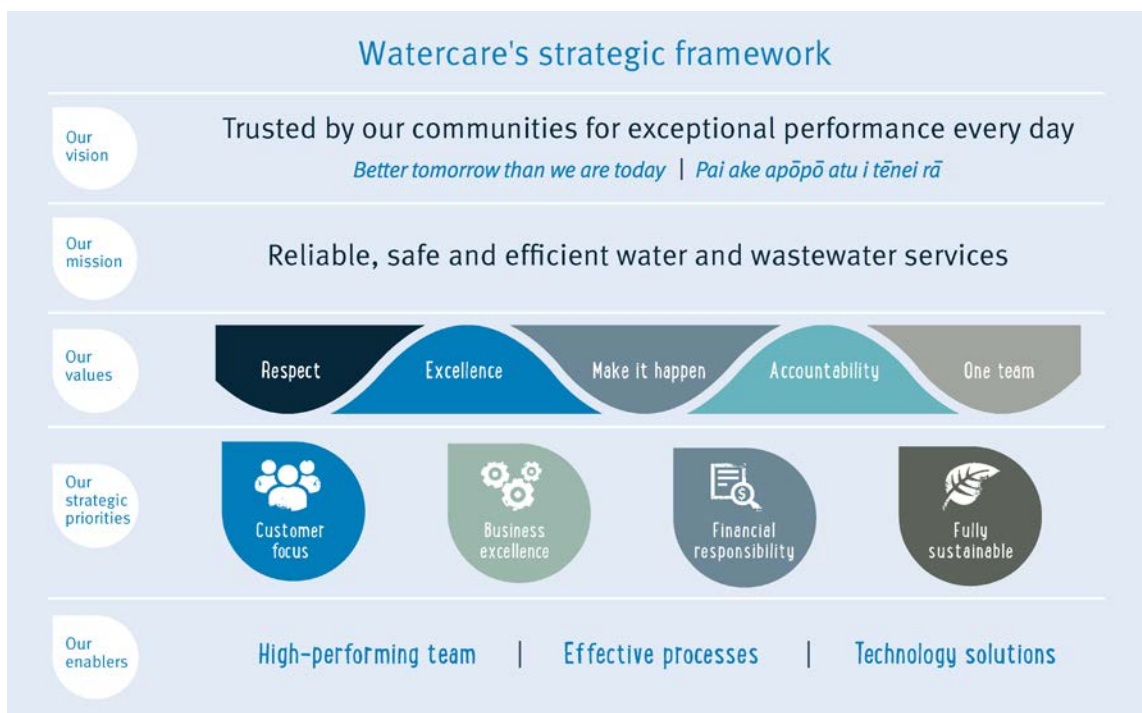 Watercare's strategic framework
Our
vision
Trusted by our communities for exceptional performance every day
Better tomorrow than we are today | Pai ake apōpō atu i tēnei rā
Our
mission
Reliable, safe and efficient water and wastewater services
Our
values
Respect
Excellence
Make it happen
Accountability
One team
Our
strategic
priorities
Customer
focus
Business
excellence
Financial
responsibility
Fully
sustainable
Our
enablers
High-performing team | Effective processes | Technology solutions